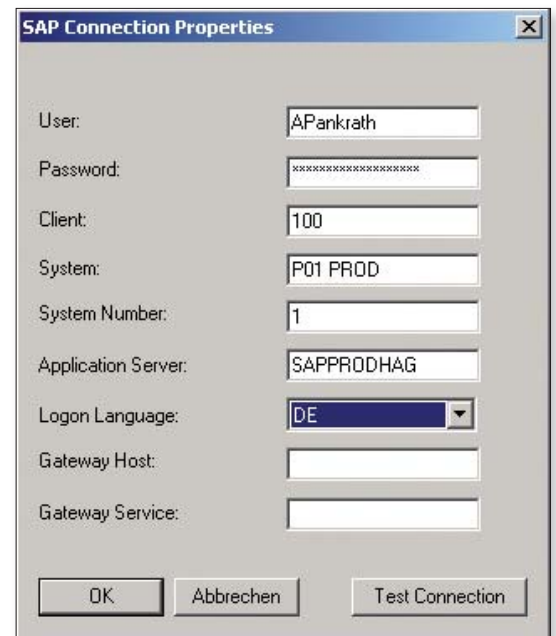 SAP Connection Properties
User: APankrath
Password: ******************
Client: 100
System: P01 PROD
System Number: 1
Application Server: SAPPRODHAG
Logon Language: DE
Gateway Host:
Gateway Service:
OK Abbrechen Test Connection